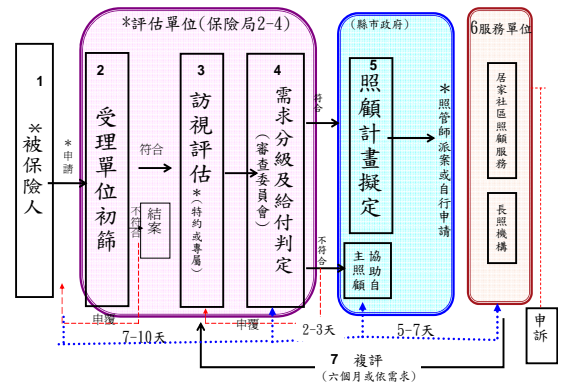 *評估單位(保險局2-4)
(縣市政府)
6服務單位
1
※被保險人
*申請
2
受理單位初篩
符合
不符合
結案
3
訪視評估
*(特約或專屬)
4
需求分級及給付判定
(審查委員會)
符合
不符合
5
照顧計畫擬定
協助自
主照顧
*照管師派案或自行申請
居家社區照顧服務
長照機構
申訴
申覆
申覆
7-10天
2-3天
5-7天
7 複評
(六個月或依需求)